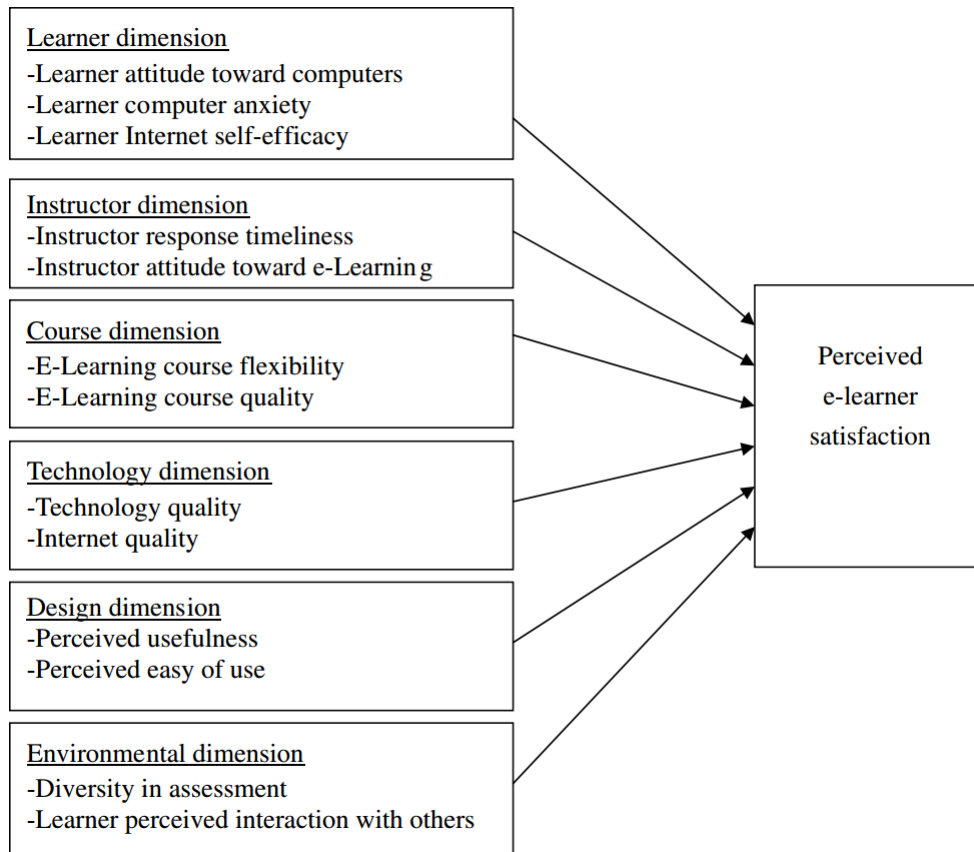 Learner dimension
-Learner attitude toward computers
-Learner computer anxiety
-Learner Internet self-efficacy
Instructor dimension
-Instructor response timeliness
-Instructor attitude toward e-Learning
Course dimension
-E-Learning course flexibility
-E-Learning course quality
Technology dimension
-Technology quality
-Internet quality
Design dimension
-Perceived usefulness
-Perceived easy of use
Environmental dimension
-Diversity in assessment
-Learner perceived interaction with others
Perceived
e-learner
satisfaction